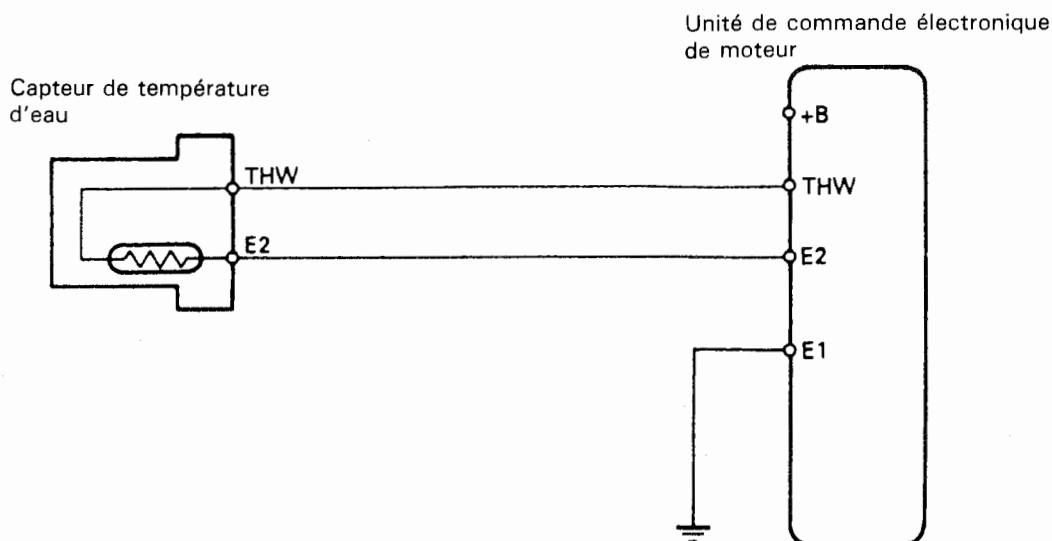 Unité de commande électronique
de moteur
Capteur de température
d'eau
+B
THW
THW
E2
E2
E1